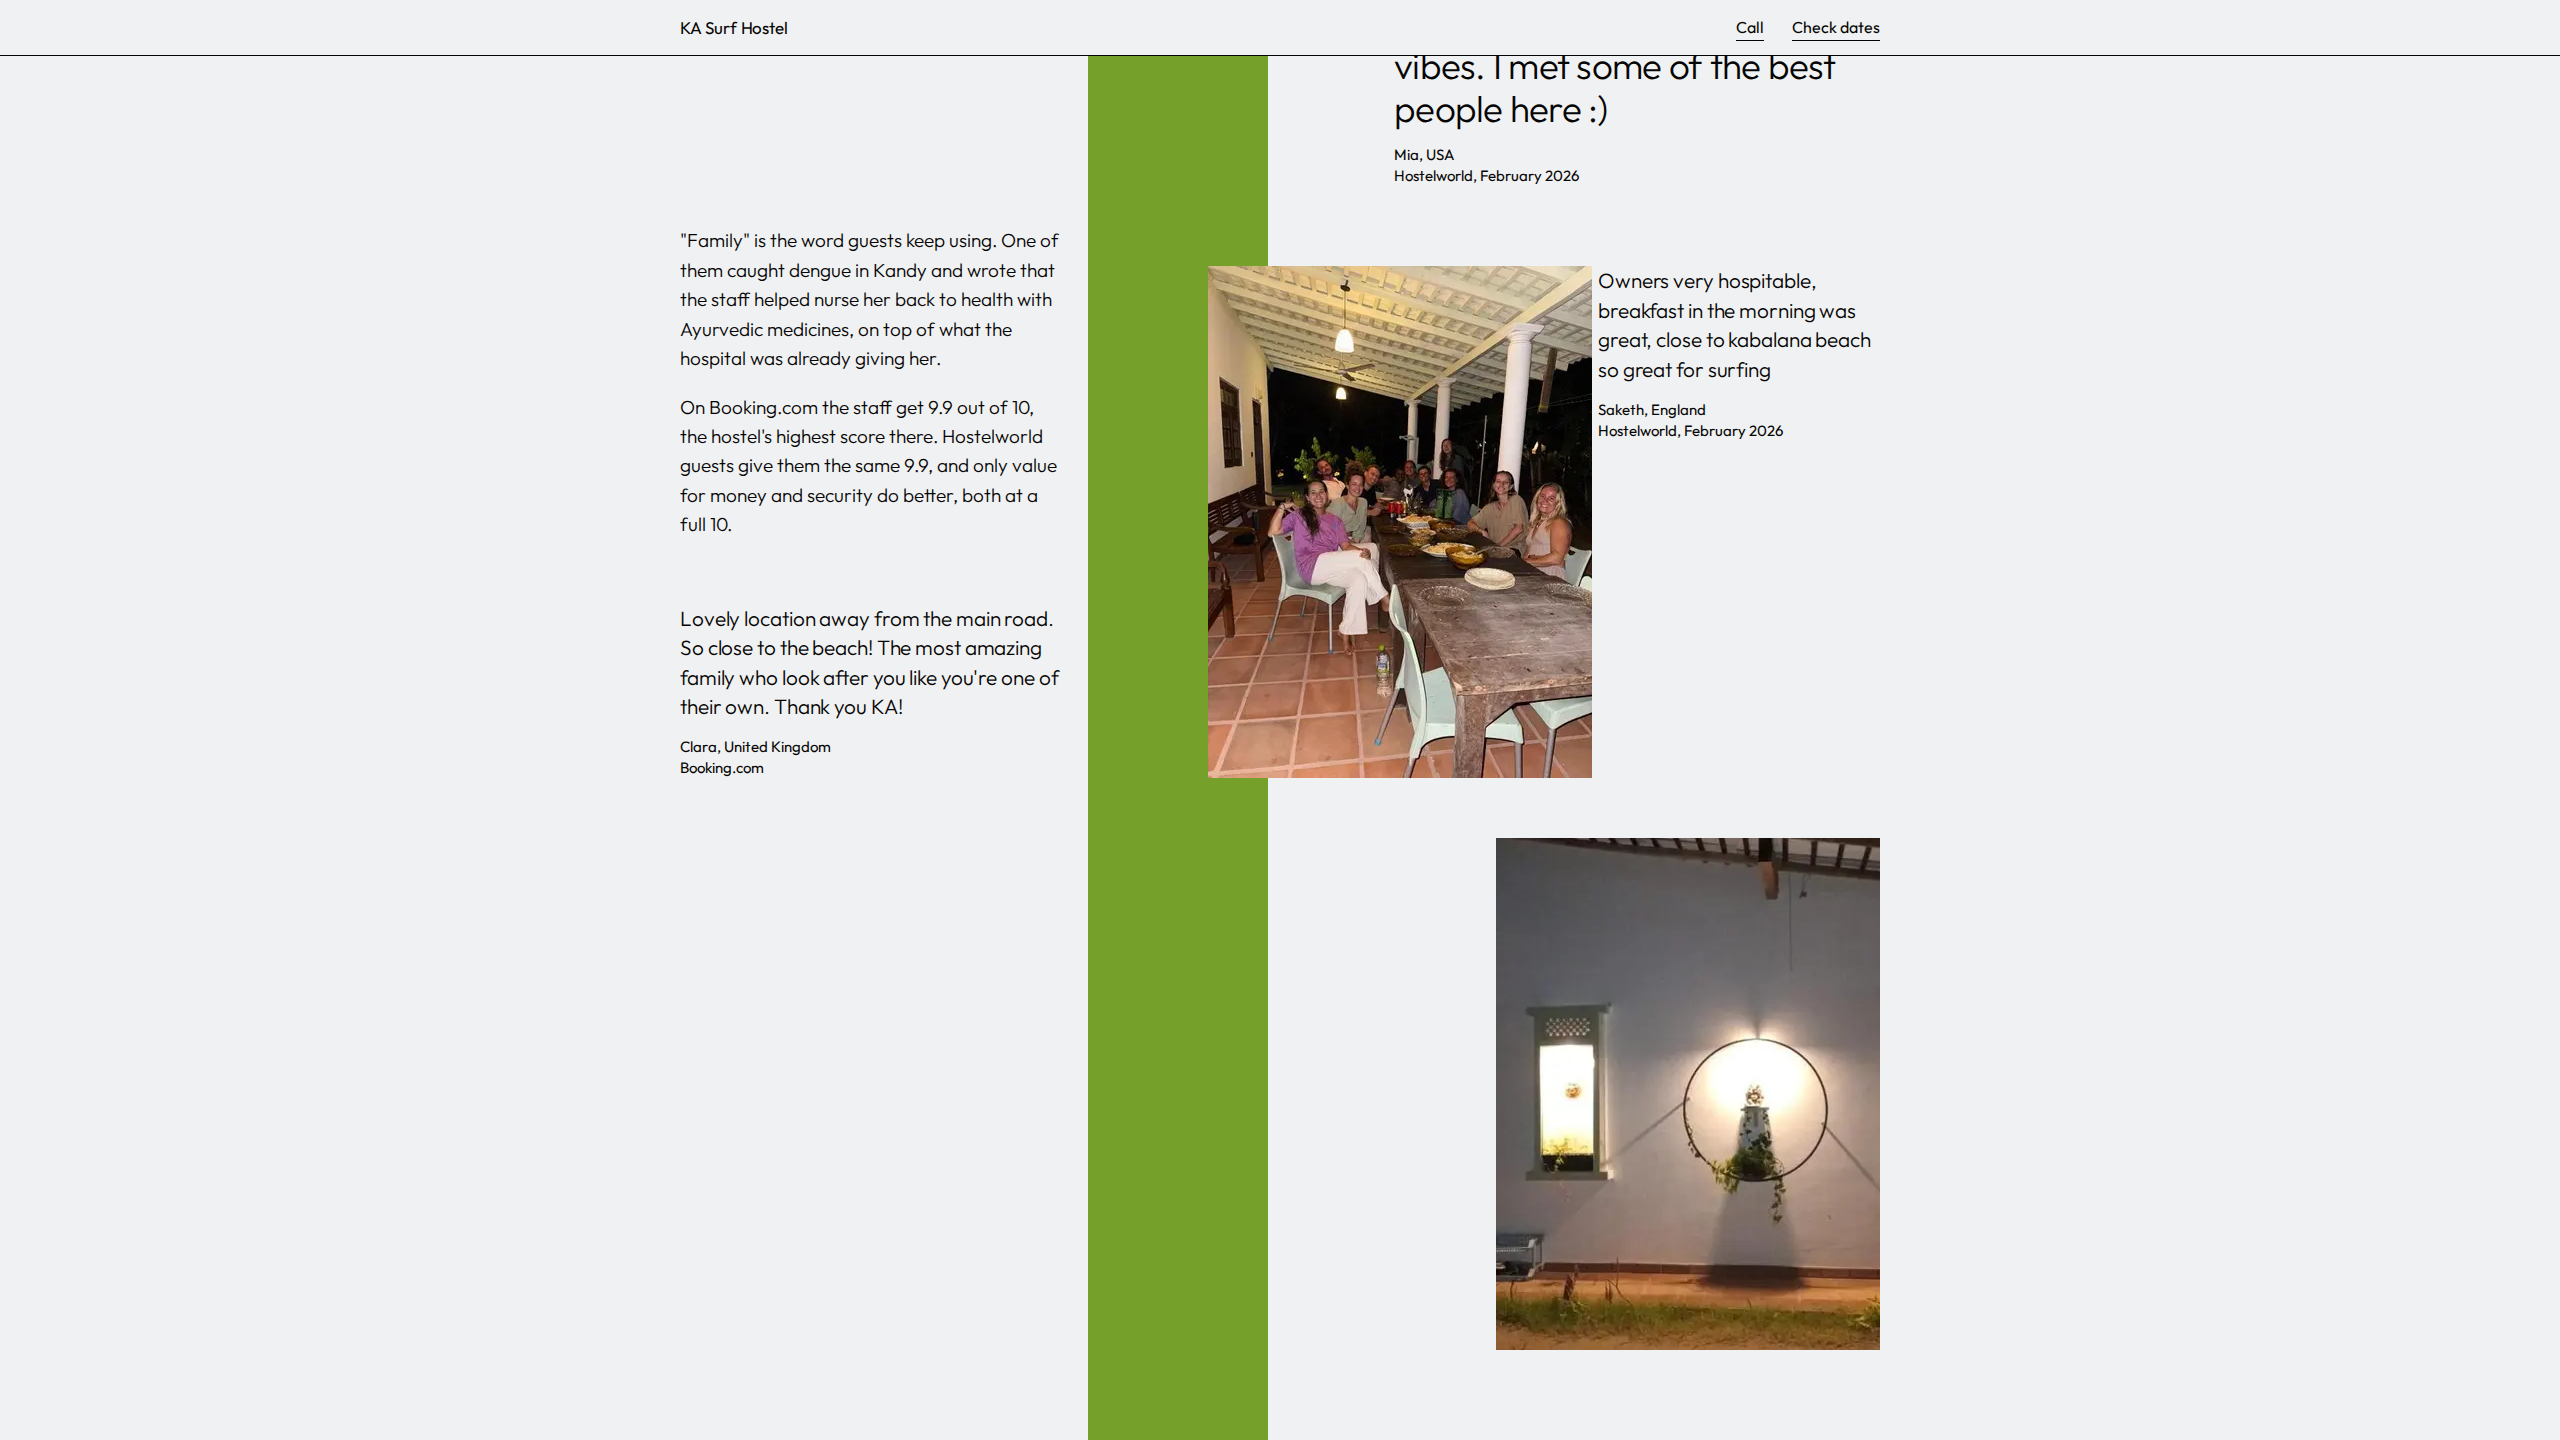 KA Surf Hostel
Call
Check dates
vibes. I met some of the best
people here :)
Mia, USA
Hostelworld, February 2026
"Family" is the word guests keep using. One of
them caught dengue in Kandy and wrote that
the staff helped nurse her back to health with
Ayurvedic medicines, on top of what the
hospital was already giving her.
On Booking.com the staff get 9.9 out of 10,
the hostel's highest score there. Hostelworld
guests give them the same 9.9, and only value
for money and security do better, both at a
full 10.
Owners very hospitable,
breakfast in the morning was
great, close to kabalana beach
so great for surfing
Saketh, England
Hostelworld, February 2026
Lovely location away from the main road.
So close to the beach! The most amazing
family who look after you like you're one of
their own. Thank you KA!
Clara, United Kingdom
Booking.com